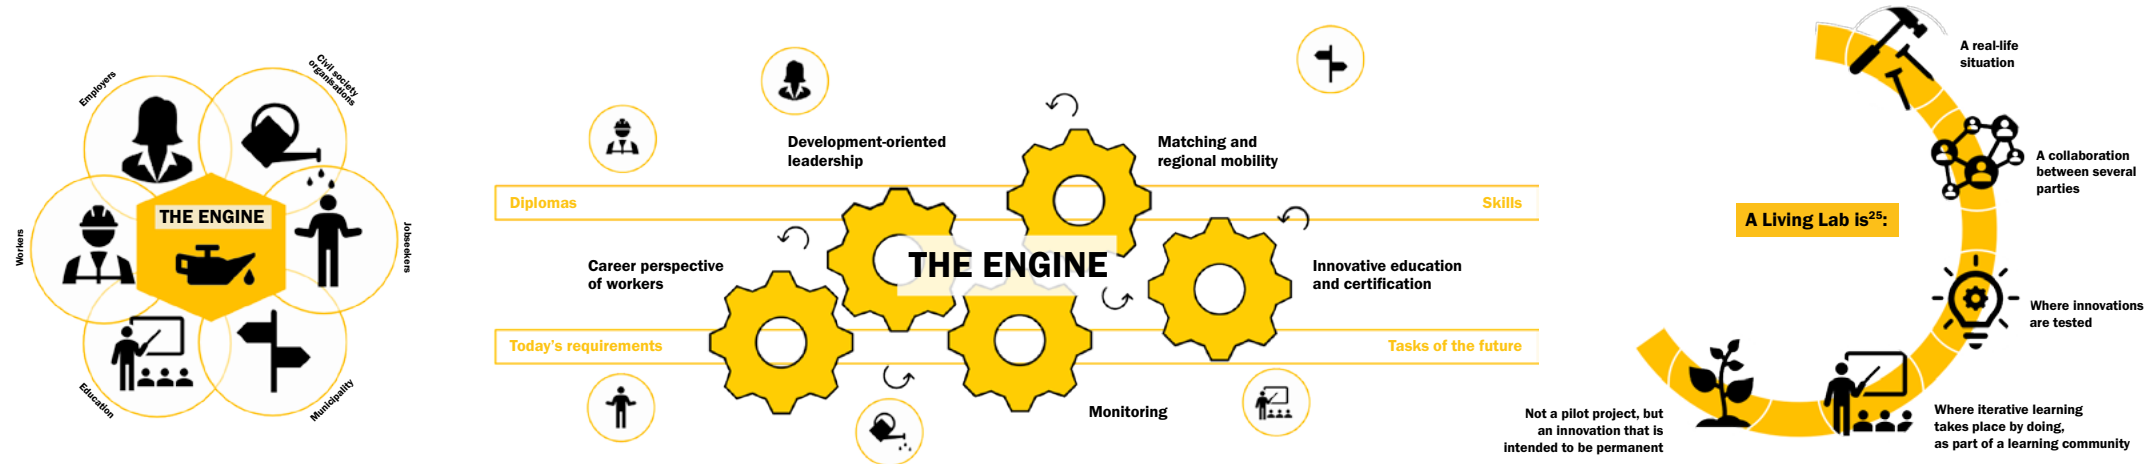 Employers
Civil society
organisations
Workers
THE ENGINE
Jobseekers
Education
Municipality
Development-oriented
leadership
Matching and
regional mobility
Diplomas
Skills
THE ENGINE
Career perspective
of workers
Innovative education
and certification
Today's requirements
Tasks of the future
Monitoring
A Living Lab is25:
A real-life
situation
A collaboration
between several
parties
Where innovations
are tested
Where iterative learning
takes place by doing,
as part of a learning community
Not a pilot project, but
an innovation that is
intended to be permanent